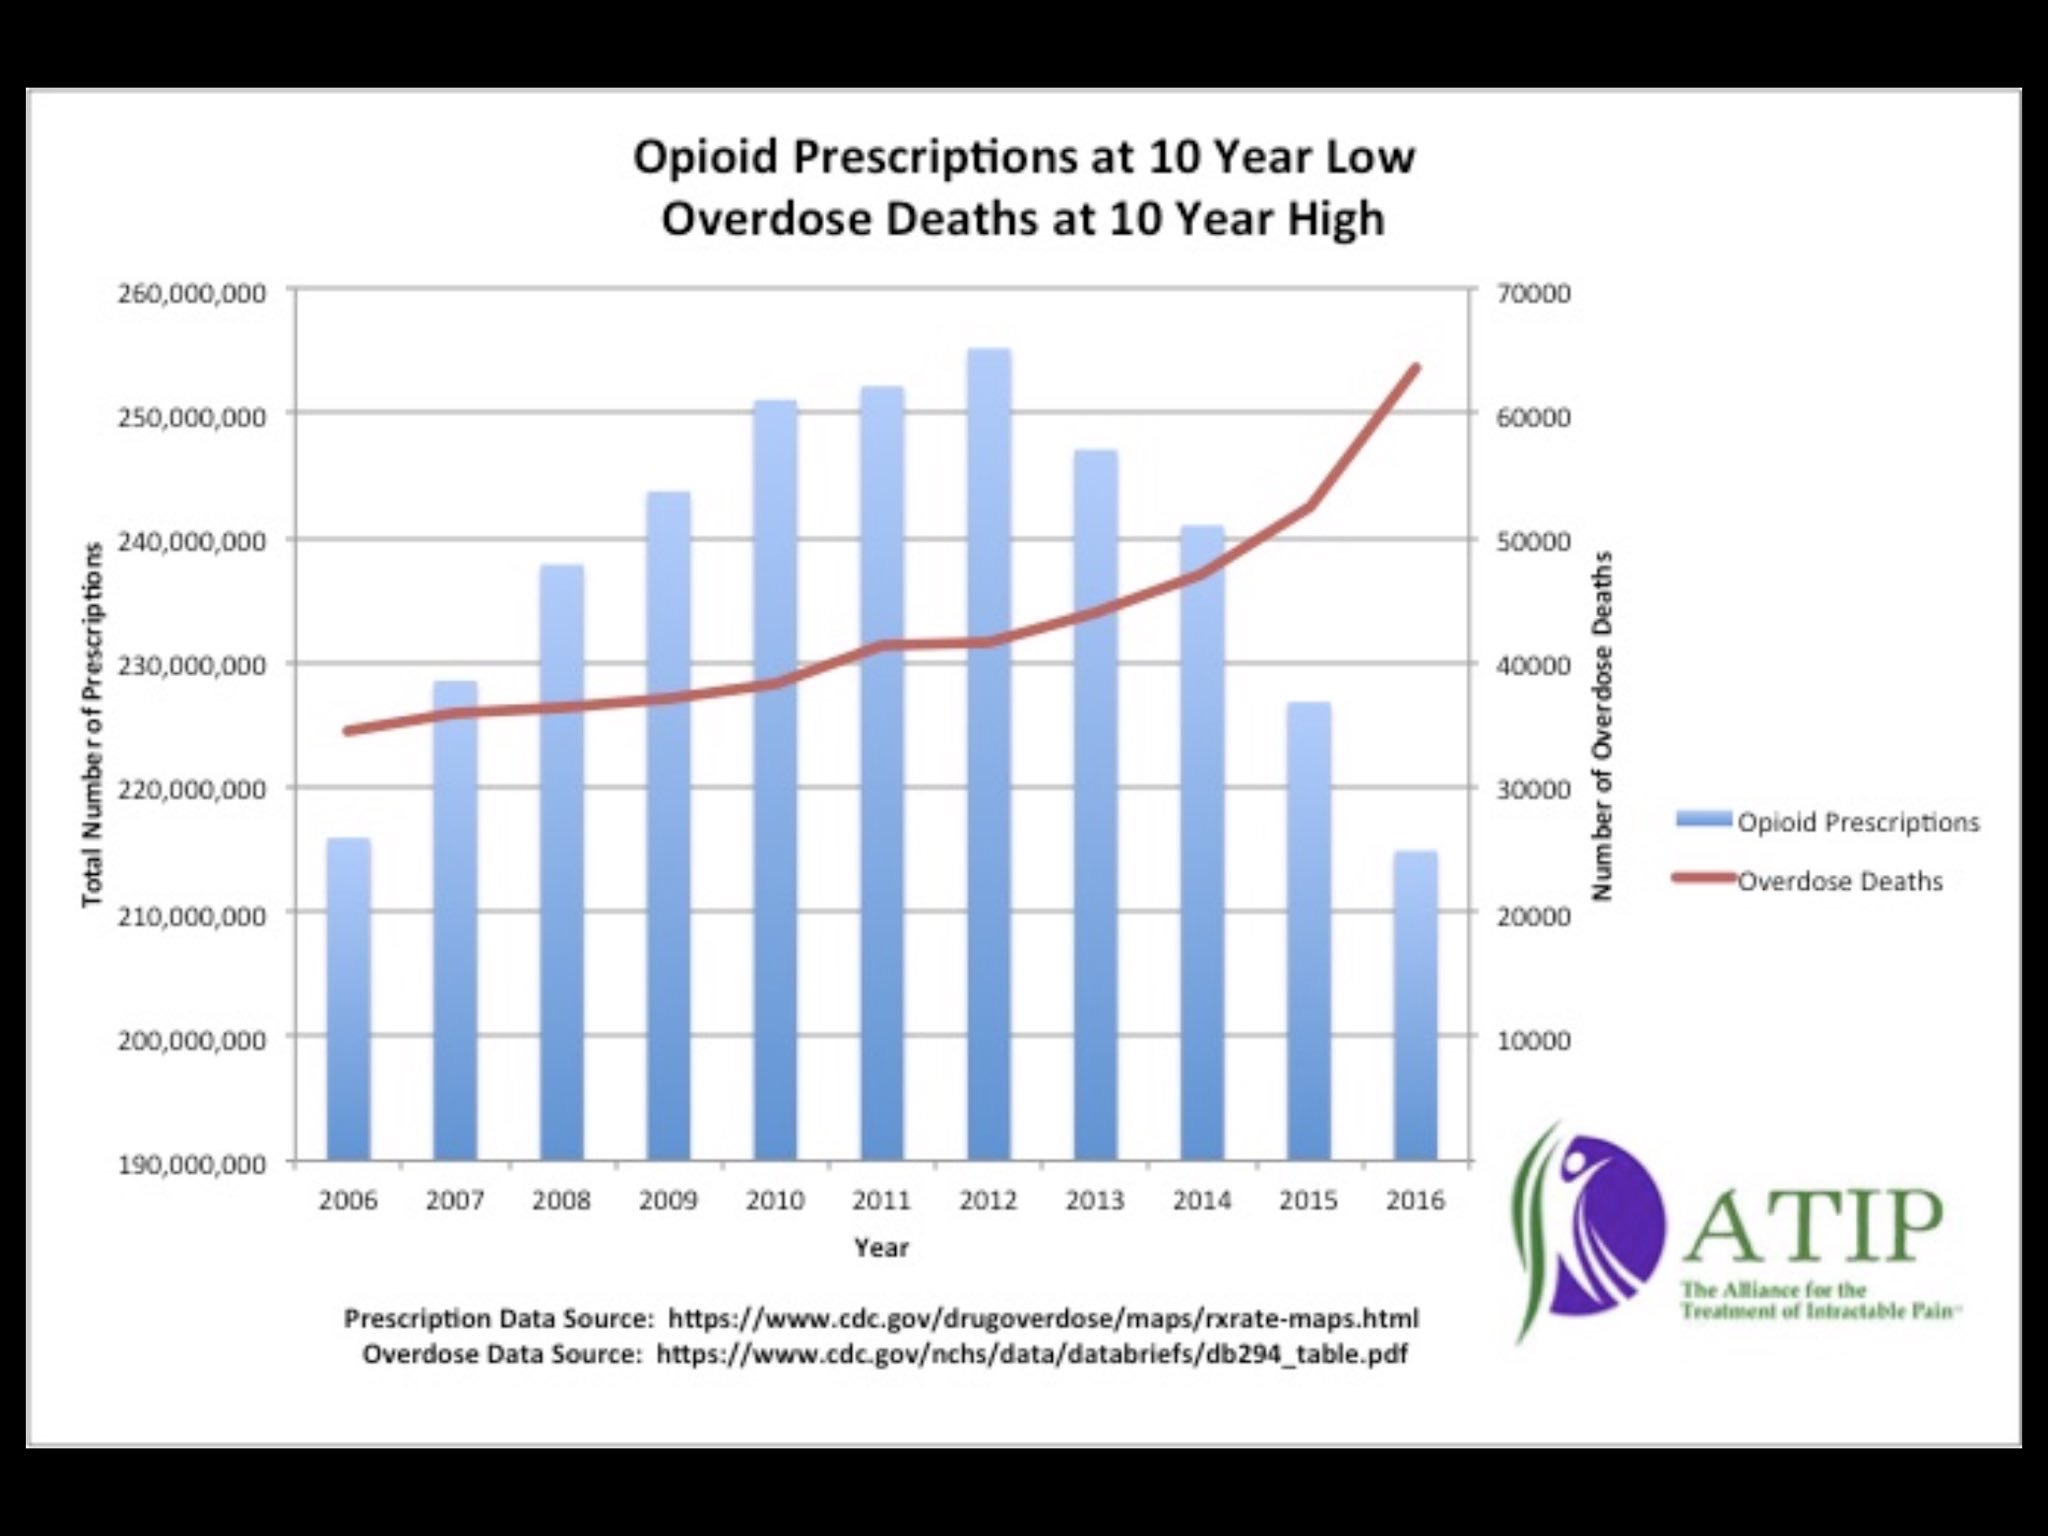 Opioid Prescriptions at 10 Year Low
Overdose Deaths at 10 Year High
260,000,000
250,000,000
240,000,000
230,000,000
220,000,000
210,000,000
200,000,000
190,000,000
Total Number of Prescriptions
70000
60000
50000
40000
30000
20000
10000
Number of Overdose Deaths
Opioid Prescriptions
Overdose Deaths
2006 2007 2008 2009 2010 2011 2012 2013 2014 2015 2016
Year
Prescription Data Source: https://www.cdc.gov/drugoverdose/maps/rxrate-maps.html
Overdose Data Source: https://www.cdc.gov/nchs/data/databriefs/db294_table.pdf
ATIP
The Alliance for the
Treatment of Intractable Pain